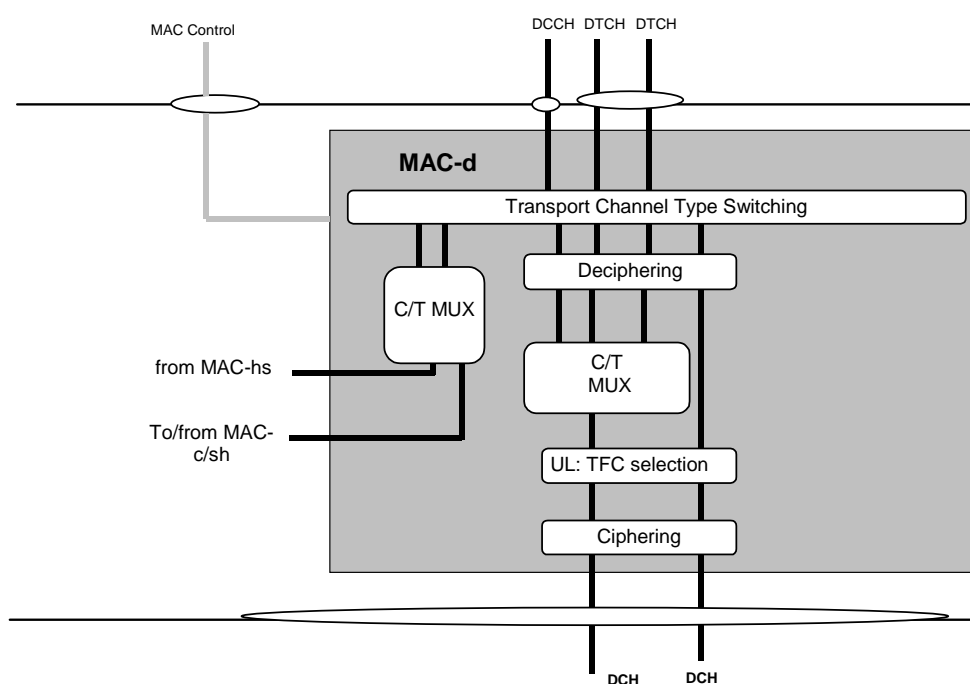 MAC Control
DCCH DTCH DTCH
MAC-d
Transport Channel Type Switching
Deciphering
C/T MUX
from MAC-hs
C/T
MUX
To/from MAC-
c/sh
UL: TFC selection
Ciphering
DCH
DCH